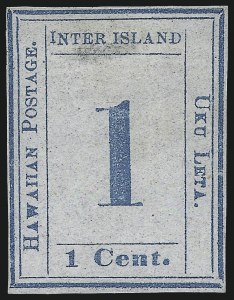 INTER ISLAND
HAWAIIAN POSTAGE.
1
UKU LETA.
1 Cent.